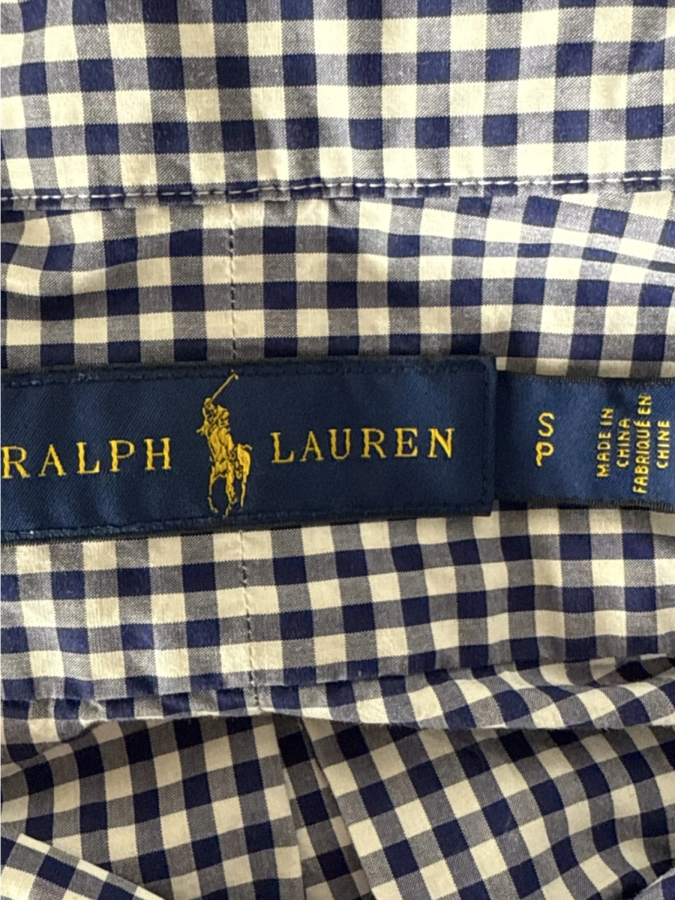 RALPH LAUREN
S
P
MADE IN
CHINA
FABRIQUÉ EN
CHINE